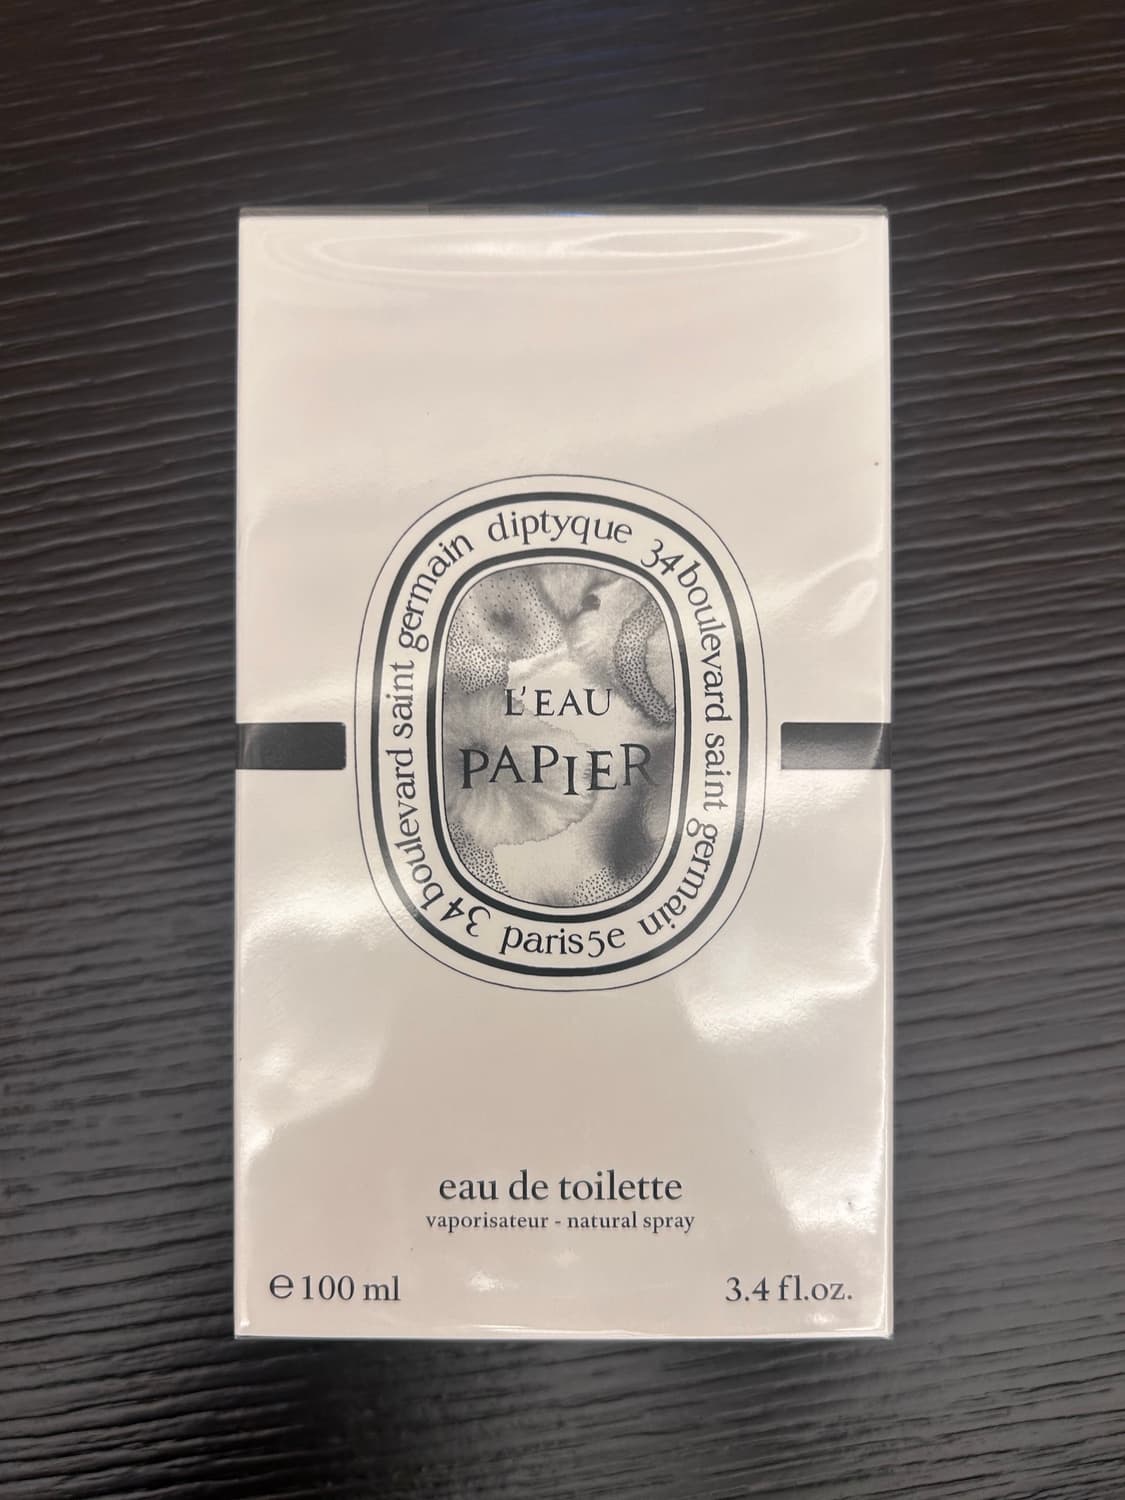 diptyque 34 boulevard saint germain paris 5e 34 boulevard saint germain
L'EAU
PAPIER
eau de toilette
vaporisateur - natural spray
℮ 100 ml
3.4 fl.oz.